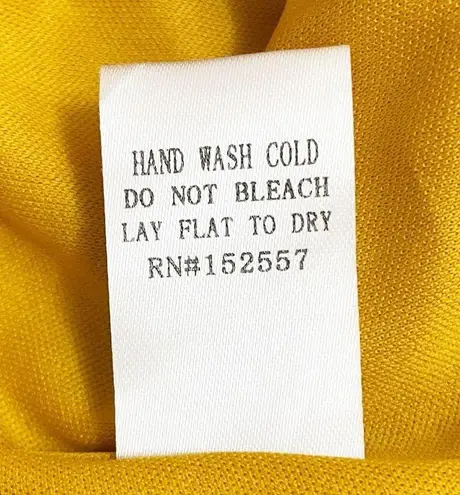 HAND WASH COLD
DO NOT BLEACH
LAY FLAT TO DRY
RN#152557